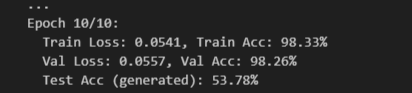 ...
Epoch 10/10:
Train Loss: 0.0541, Train Acc: 98.33%
Val Loss: 0.0557, Val Acc: 98.26%
Test Acc (generated): 53.78%